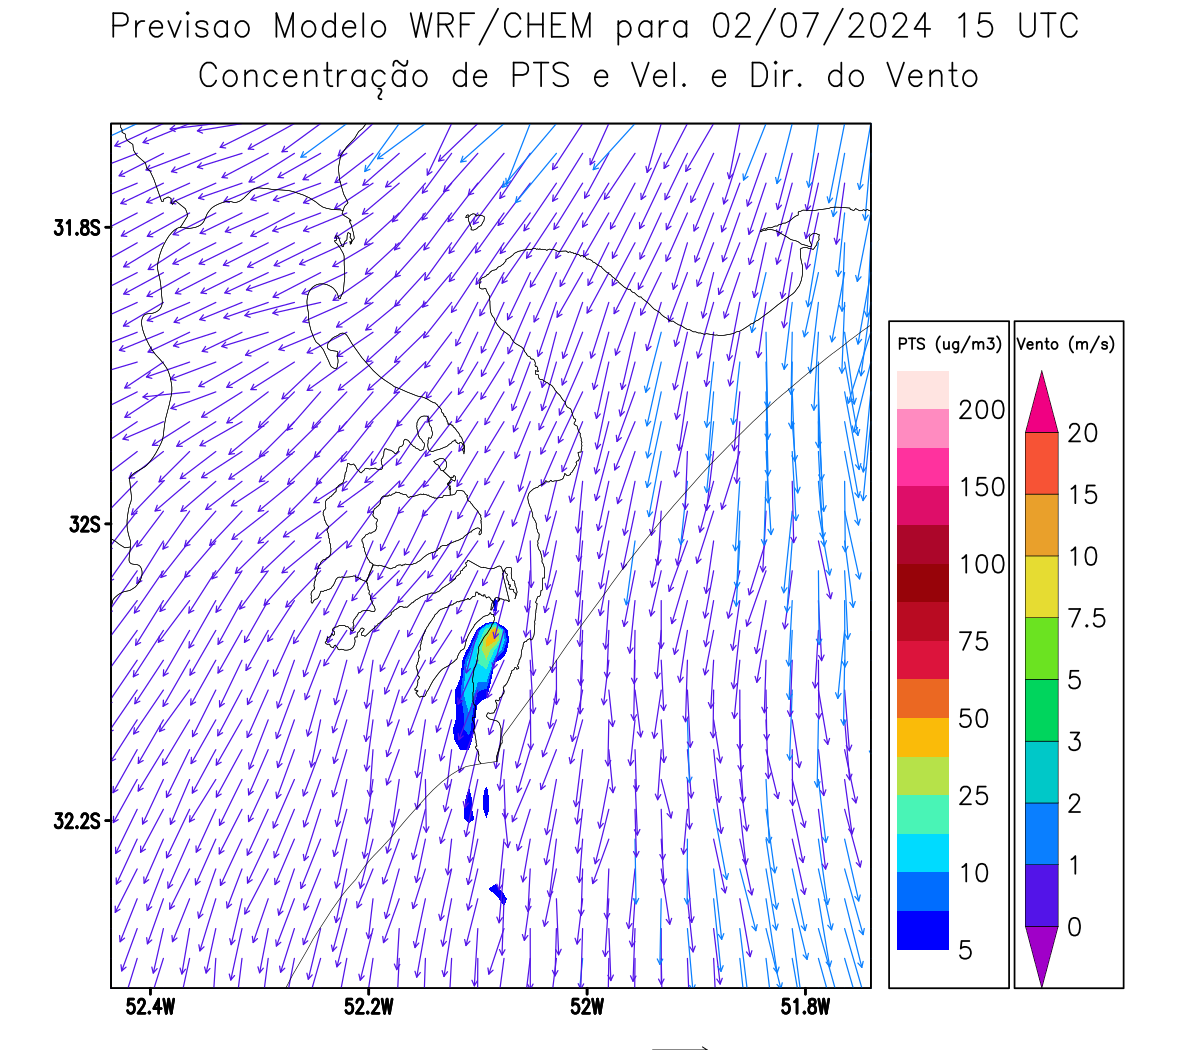 Previsao Modelo WRF/CHEM para 02/07/2024 15 UTC
Concentração de PTS e Vel. e Dir. do Vento
31.8S
32S
32.2S
52.4W
52.2W
52W
51.8W
PTS (ug/m3)
200
150
100
75
50
25
10
5
Vento (m/s)
20
15
10
7.5
5
3
2
1
0